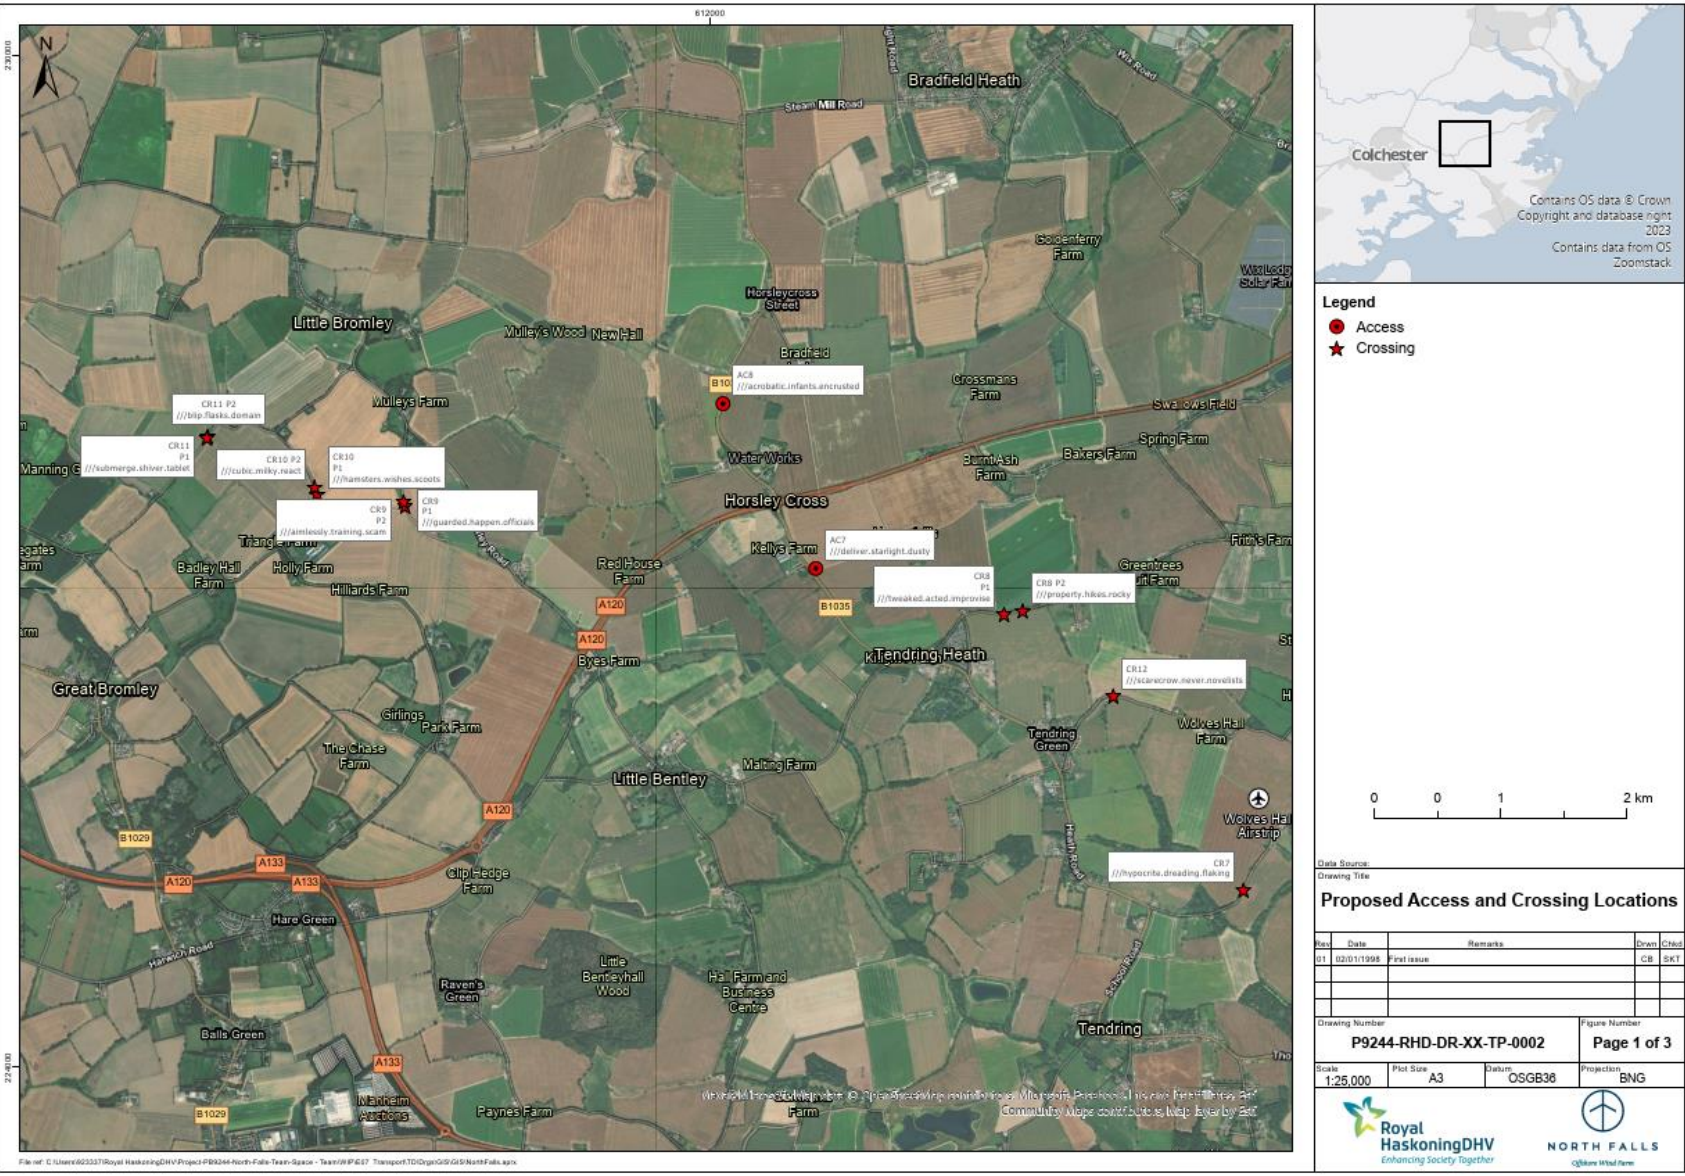 612000
230000
N
Bradfield Heath
Wix Road
Steam Mill Road
Goldenferry
Farm
Horsleycross
Street
Little Bromley
Mulley's Wood
New Hall
Bradfield
AC8
///acrobatic.infants.encrusted
Crossmans
Farm
Mulleys Farm
Swallows Field
CR11 P2
///blip.flasks.domain
CR11
P1
///submerge.shiver.tablet
CR10 P2
///cubic.milky.react
CR10
P1
///hamsters.wishes.scoots
Water Works
Burnt Ash
Farm
Bakers Farm
Spring Farm
CR9
P2
///aimlessly.training.scam
CR9
P1
///guarded.happen.officials
Horsley Cross
Kellys Farm
AC7
///deliver.starlight.dusty
Badley Hall
Farm
Holly Farm
Hilliards Farm
Red House
Farm
Greentrees
CR8
P1
///tweaked.acted.improvise
CR8 P2
///property.hikes.rocky
A120
B1035
A120
Byes Farm
Tendring Heath
CR12
///scarecrow.never.novelists
Great Bromley
Girlings
Park Farm
The Chase
Farm
Tendring
Green
Wolves Hall
Farm
Little Bentley
Malting Farm
A120
B1029
Airstrip
Heath Road
A133
A120
A133
Clip Hedge
Farm
CR7
///hypocrite.dreading.flaking
Hare Green
Harwich Road
Raven's
Green
Little
Bentleyhall
Wood
Hall Farm and
Business
Centre
School Road
Balls Green
Tendring
224000
A133
Manheim
Auctions
B1029
Paynes Farm
Farm
Colchester
Contains OS data © Crown
Copyright and database right
2023
Contains data from OS
Zoomstack
Legend
Access
Crossing
0 0 1 2 km
Data Source:
Drawing Title
Proposed Access and Crossing Locations
Rev Date Remarks Drwn Chkd
01 02/01/1998 First issue CB SKT
Drawing Number
P9244-RHD-DR-XX-TP-0002
Figure Number
Page 1 of 3
Scale
1:25,000
Plot Size
A3
Datum
OSGB36
Projection
BNG
Royal
HaskoningDHV
Enhancing Society Together
NORTH FALLS
Offshore Wind Farm